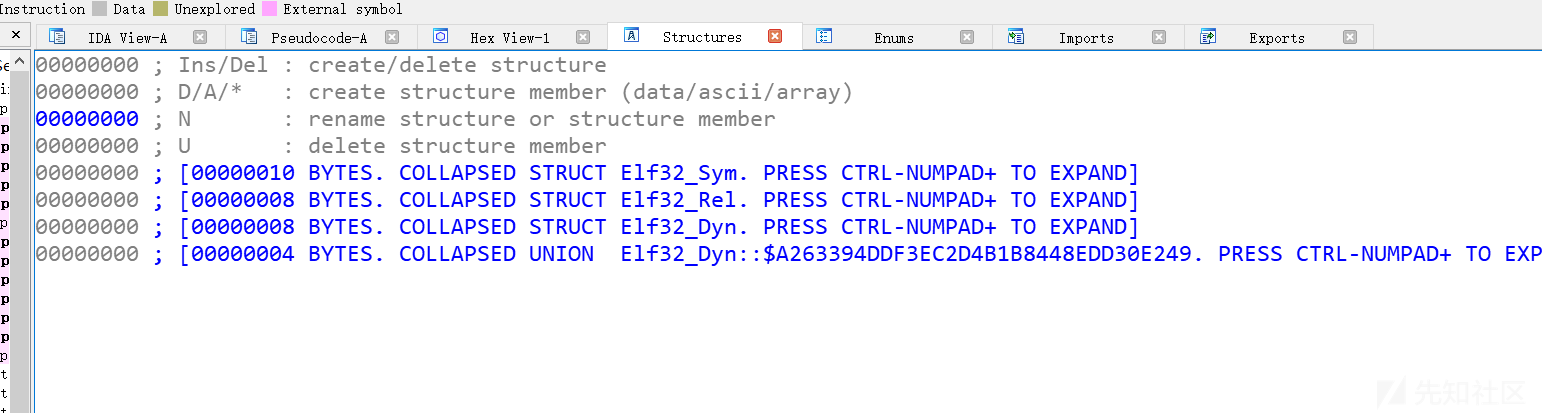 Instruction Data Unexplored External symbol
IDA View-A Pseudocode-A Hex View-1 Structures Enums Imports Exports
00000000 ; Ins/Del : create/delete structure
00000000 ; D/A/* : create structure member (data/ascii/array)
00000000 ; N : rename structure or structure member
00000000 ; U : delete structure member
00000000 ; [00000010 BYTES. COLLAPSED STRUCT Elf32_Sym. PRESS CTRL-NUMPAD+ TO EXPAND]
00000000 ; [00000008 BYTES. COLLAPSED STRUCT Elf32_Rel. PRESS CTRL-NUMPAD+ TO EXPAND]
00000000 ; [00000008 BYTES. COLLAPSED STRUCT Elf32_Dyn. PRESS CTRL-NUMPAD+ TO EXPAND]
00000000 ; [00000004 BYTES. COLLAPSED UNION Elf32_Dyn::$A263394DDF3EC2D4B1B8448EDD30E249. PRESS CTRL-NUMPAD+ TO EXP
先知社区